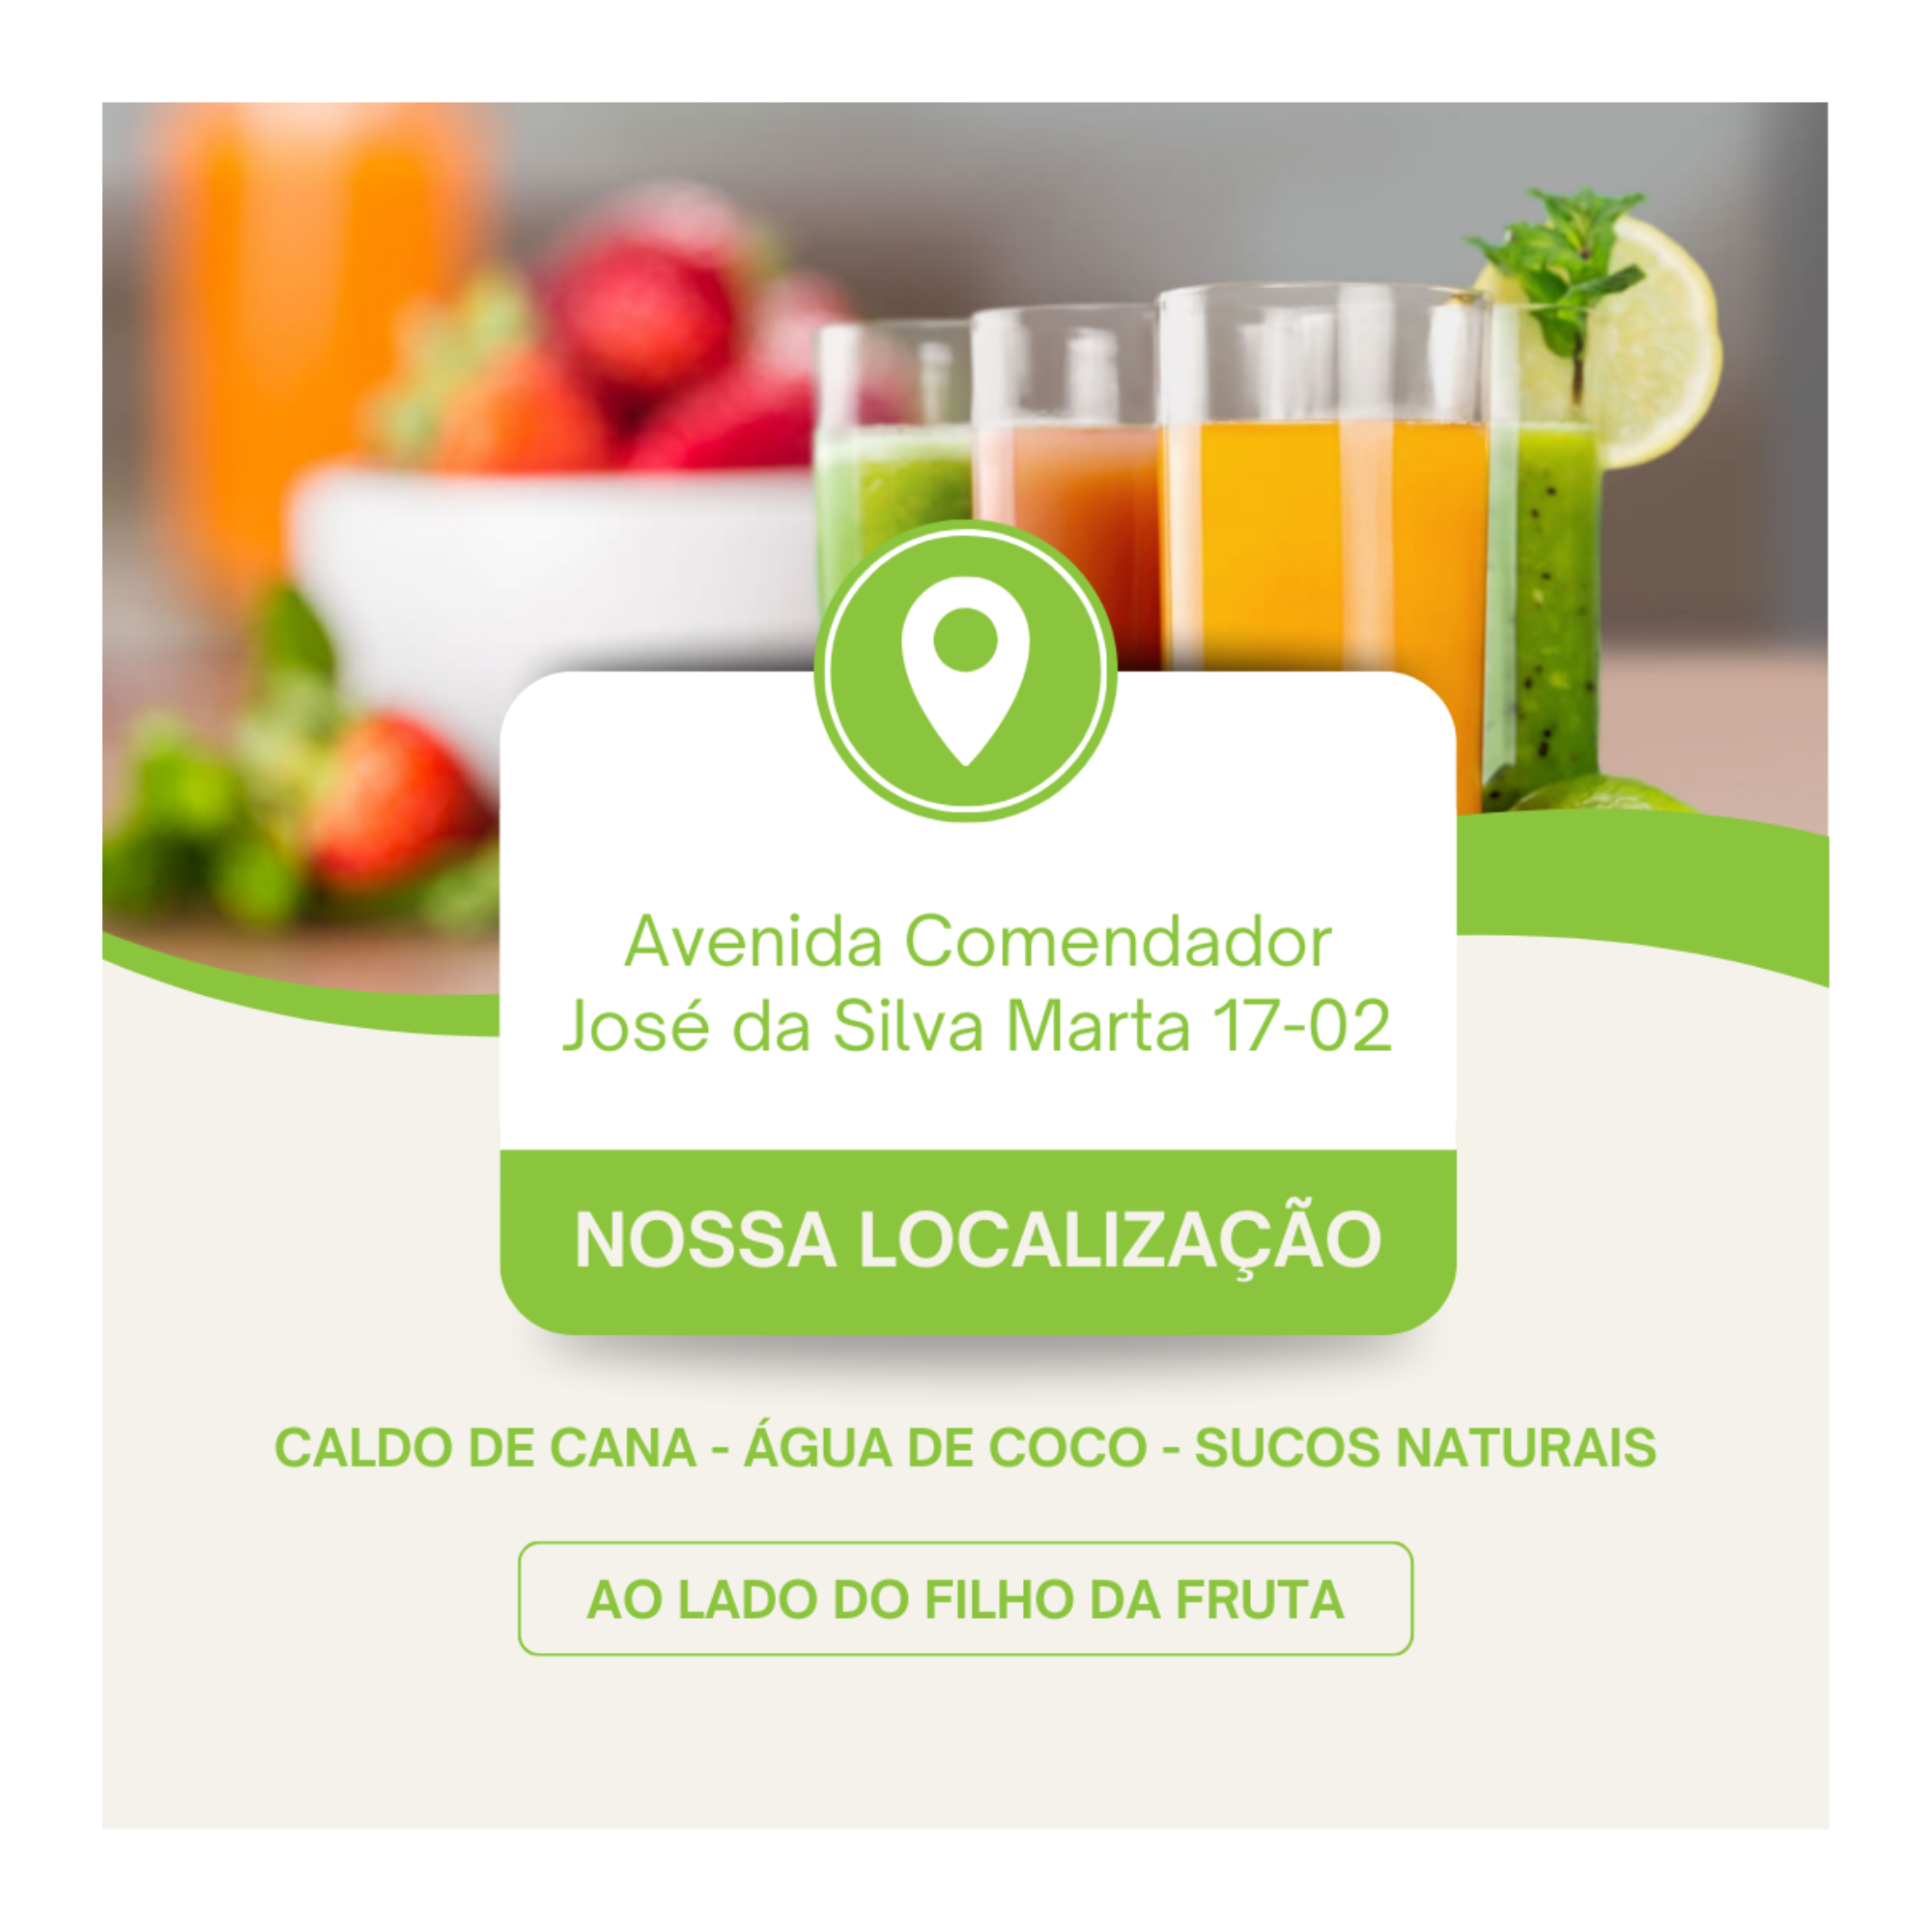 Avenida Comendador
José da Silva Marta 17-02
NOSSA LOCALIZAÇÃO
CALDO DE CANA - ÁGUA DE COCO - SUCOS NATURAIS
AO LADO DO FILHO DA FRUTA